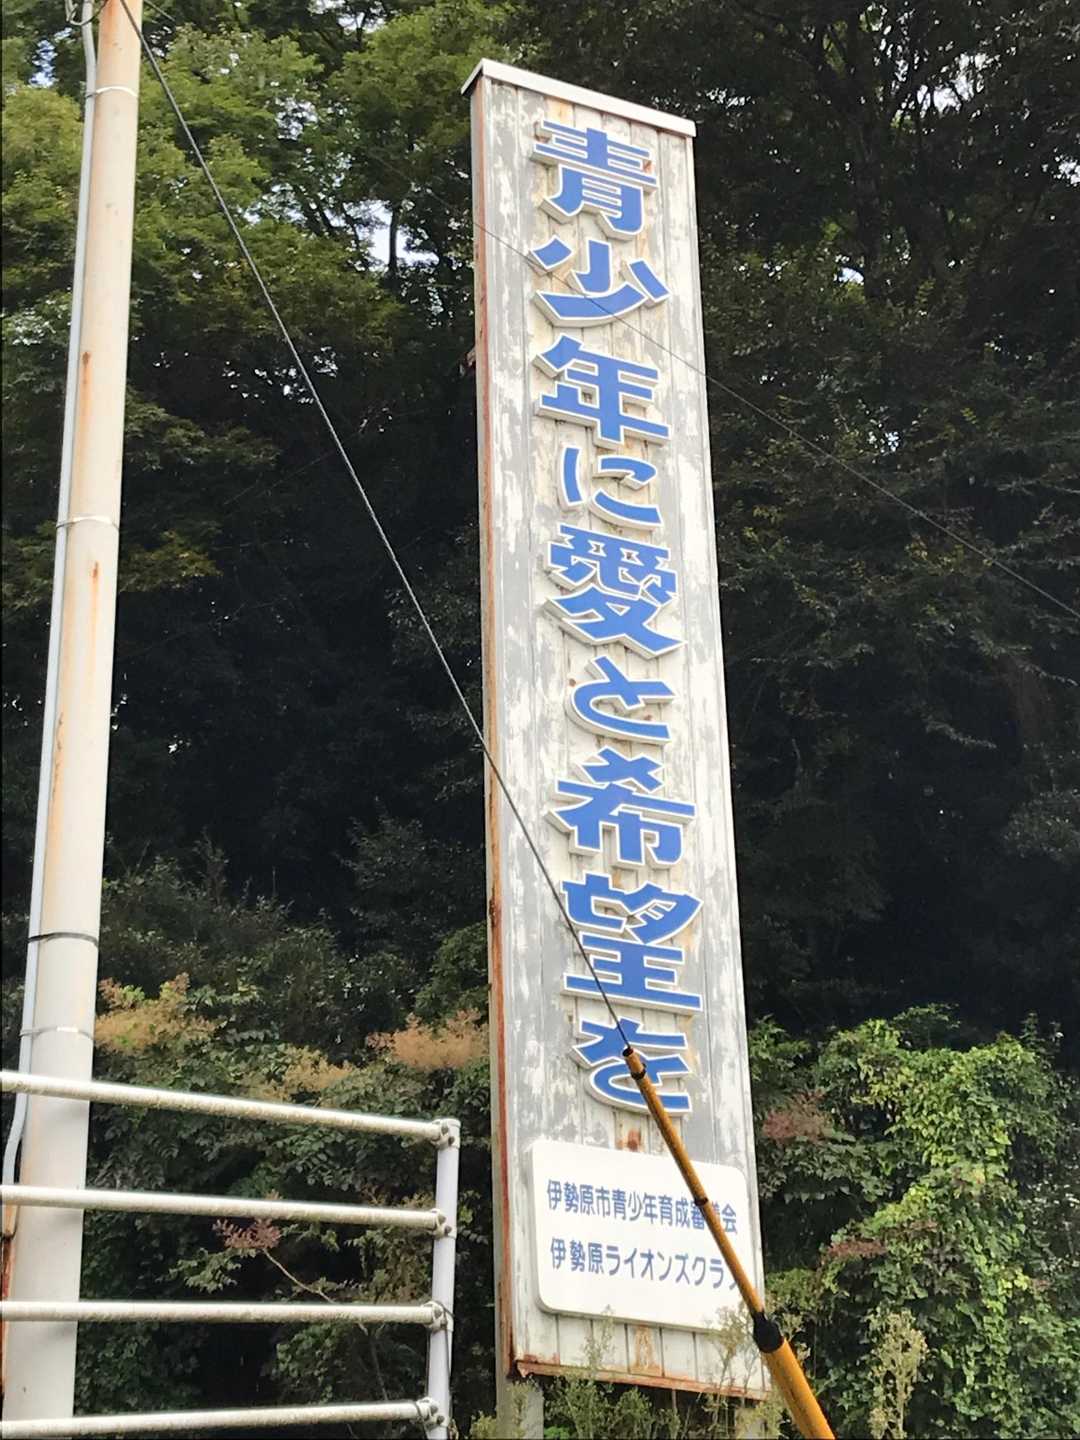 青少年に愛と希望を
伊勢原市青少年育成審議会
伊勢原ライオンズクラブ